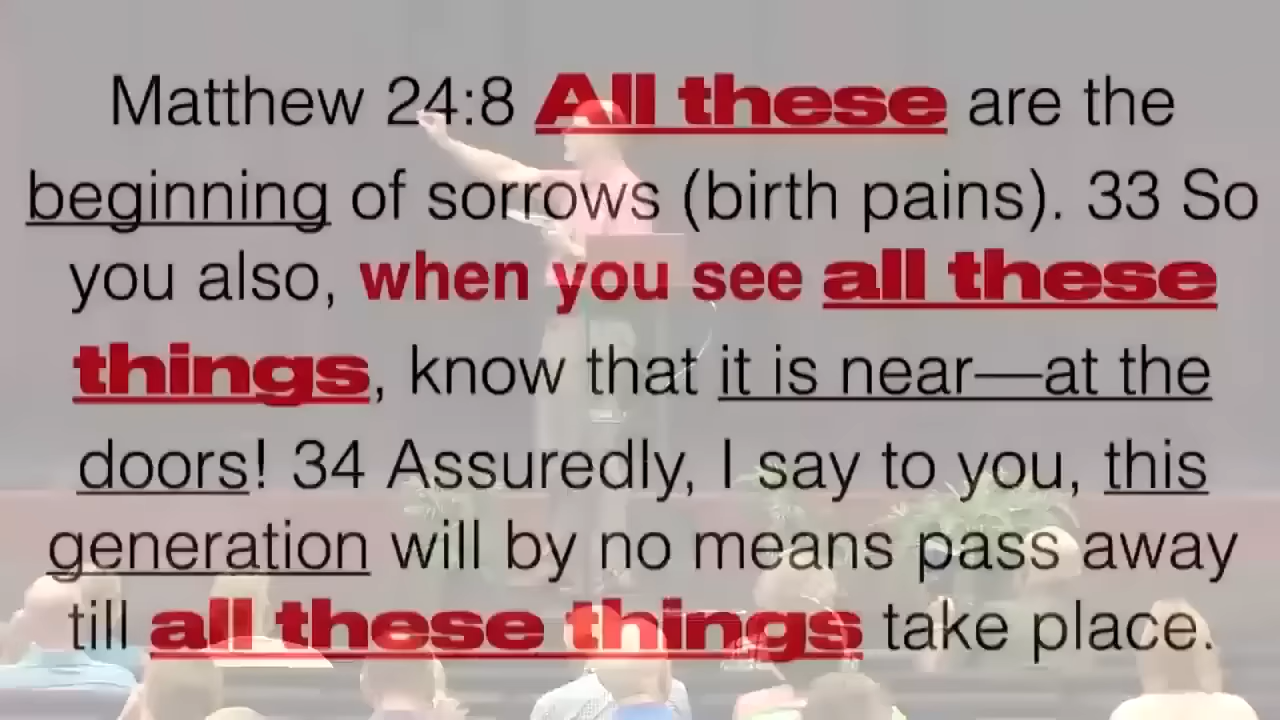 Matthew 24:8 All these are the
beginning of sorrows (birth pains). 33 So
you also, when you see all these
things, know that it is near—at the
doors! 34 Assuredly, I say to you, this
generation will by no means pass away
till all these things take place.